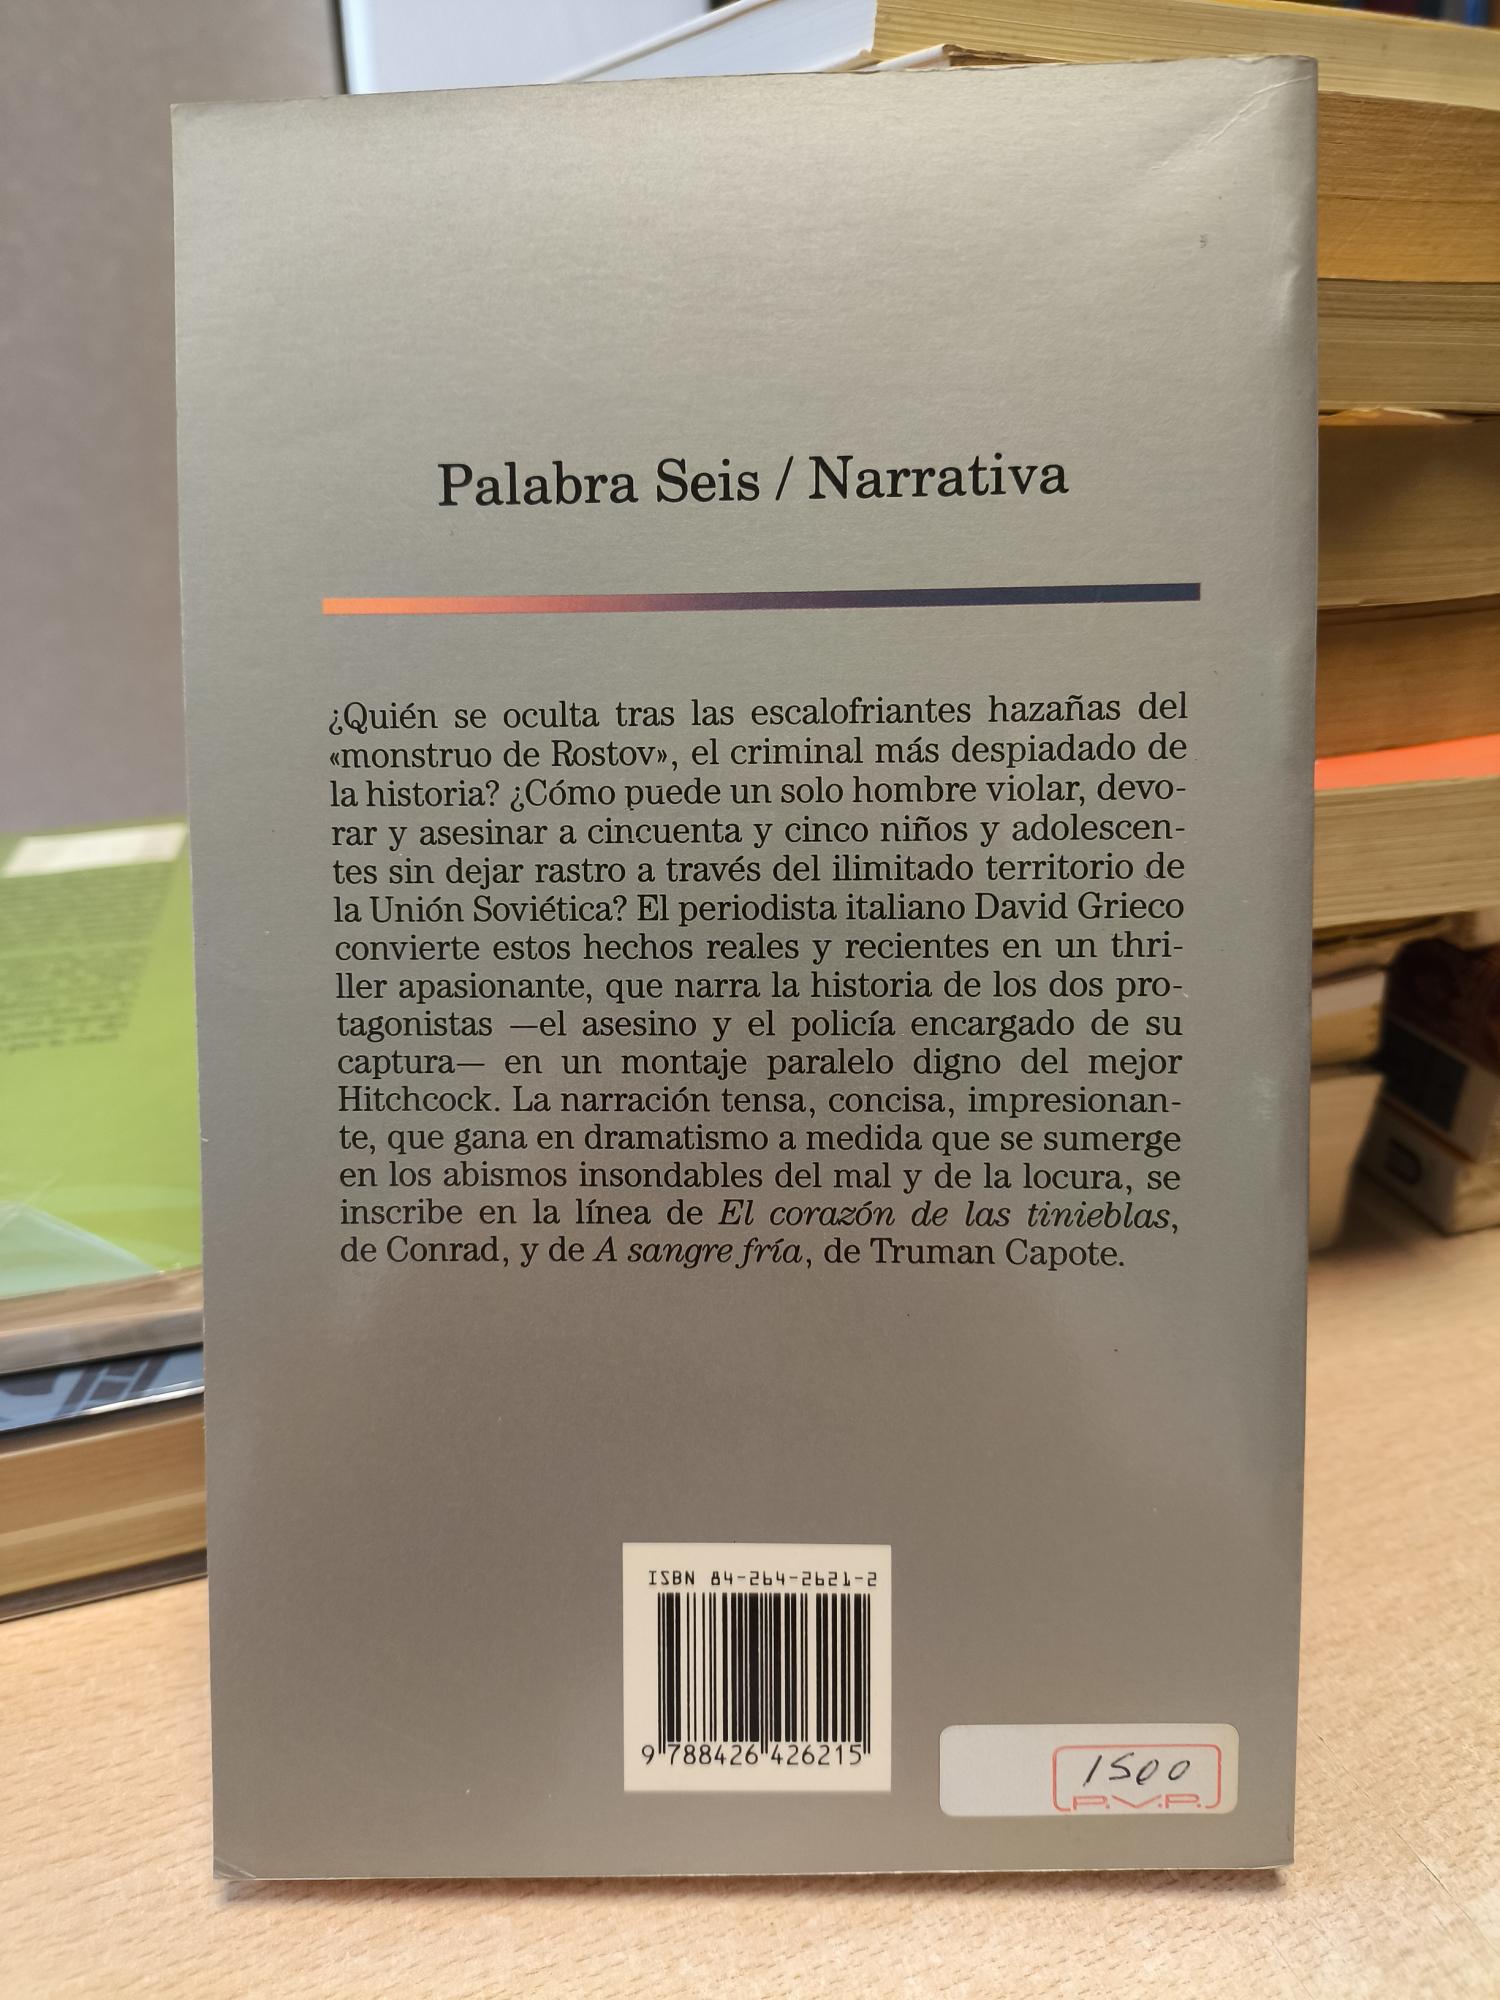 Palabra Seis / Narrativa
¿Quién se oculta tras las escalofriantes hazañas del
«monstruo de Rostov», el criminal más despiadado de
la historia? ¿Cómo puede un solo hombre violar, devo-
rar y asesinar a cincuenta y cinco niños y adolescen-
tes sin dejar rastro a través del ilimitado territorio de
la Unión Soviética? El periodista italiano David Grieco
convierte estos hechos reales y recientes en un thri-
ller apasionante, que narra la historia de los dos pro-
tagonistas —el asesino y el policía encargado de su
captura— en un montaje paralelo digno del mejor
Hitchcock. La narración tensa, concisa, impresionan-
te, que gana en dramatismo a medida que se sumerge
en los abismos insondables del mal y de la locura, se
inscribe en la línea de El corazón de las tinieblas,
de Conrad, y de A sangre fría, de Truman Capote.
ISBN 84-264-2621-2
9 788426 426215
1500
P.V.P.